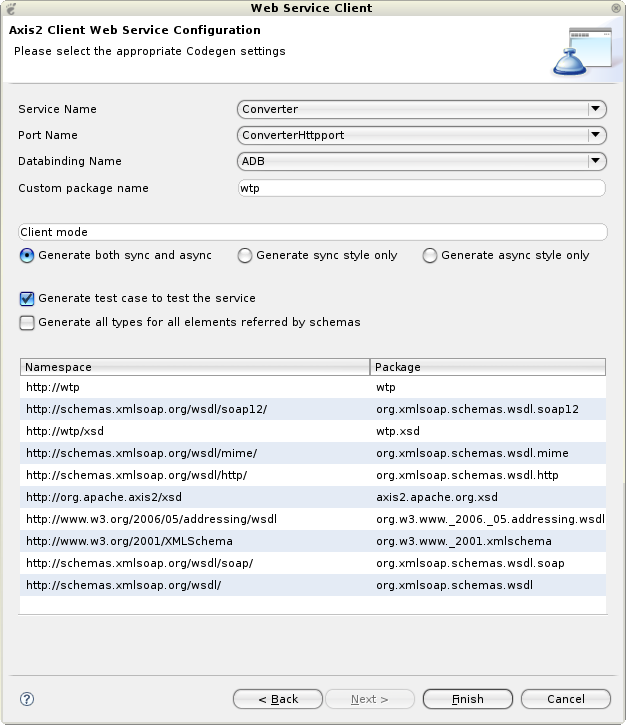 Web Service Client
Axis2 Client Web Service Configuration
Please select the appropriate Codegen settings
Service Name Converter
Port Name ConverterHttpport
Databinding Name ADB
Custom package name wtp
Client mode
Generate both sync and async Generate sync style only Generate async style only
Generate test case to test the service
Generate all types for all elements referred by schemas
Namespace Package
http://wtp wtp
http://schemas.xmlsoap.org/wsdl/soap12/ org.xmlsoap.schemas.wsdl.soap12
http://wtp/xsd wtp.xsd
http://schemas.xmlsoap.org/wsdl/mime/ org.xmlsoap.schemas.wsdl.mime
http://schemas.xmlsoap.org/wsdl/http/ org.xmlsoap.schemas.wsdl.http
http://org.apache.axis2/xsd axis2.apache.org.xsd
http://www.w3.org/2006/05/addressing/wsdl org.w3.www._2006._05.addressing.wsdl
http://www.w3.org/2001/XMLSchema org.w3.www._2001.xmlschema
http://schemas.xmlsoap.org/wsdl/soap/ org.xmlsoap.schemas.wsdl.soap
http://schemas.xmlsoap.org/wsdl/ org.xmlsoap.schemas.wsdl
? < Back Next > Finish Cancel